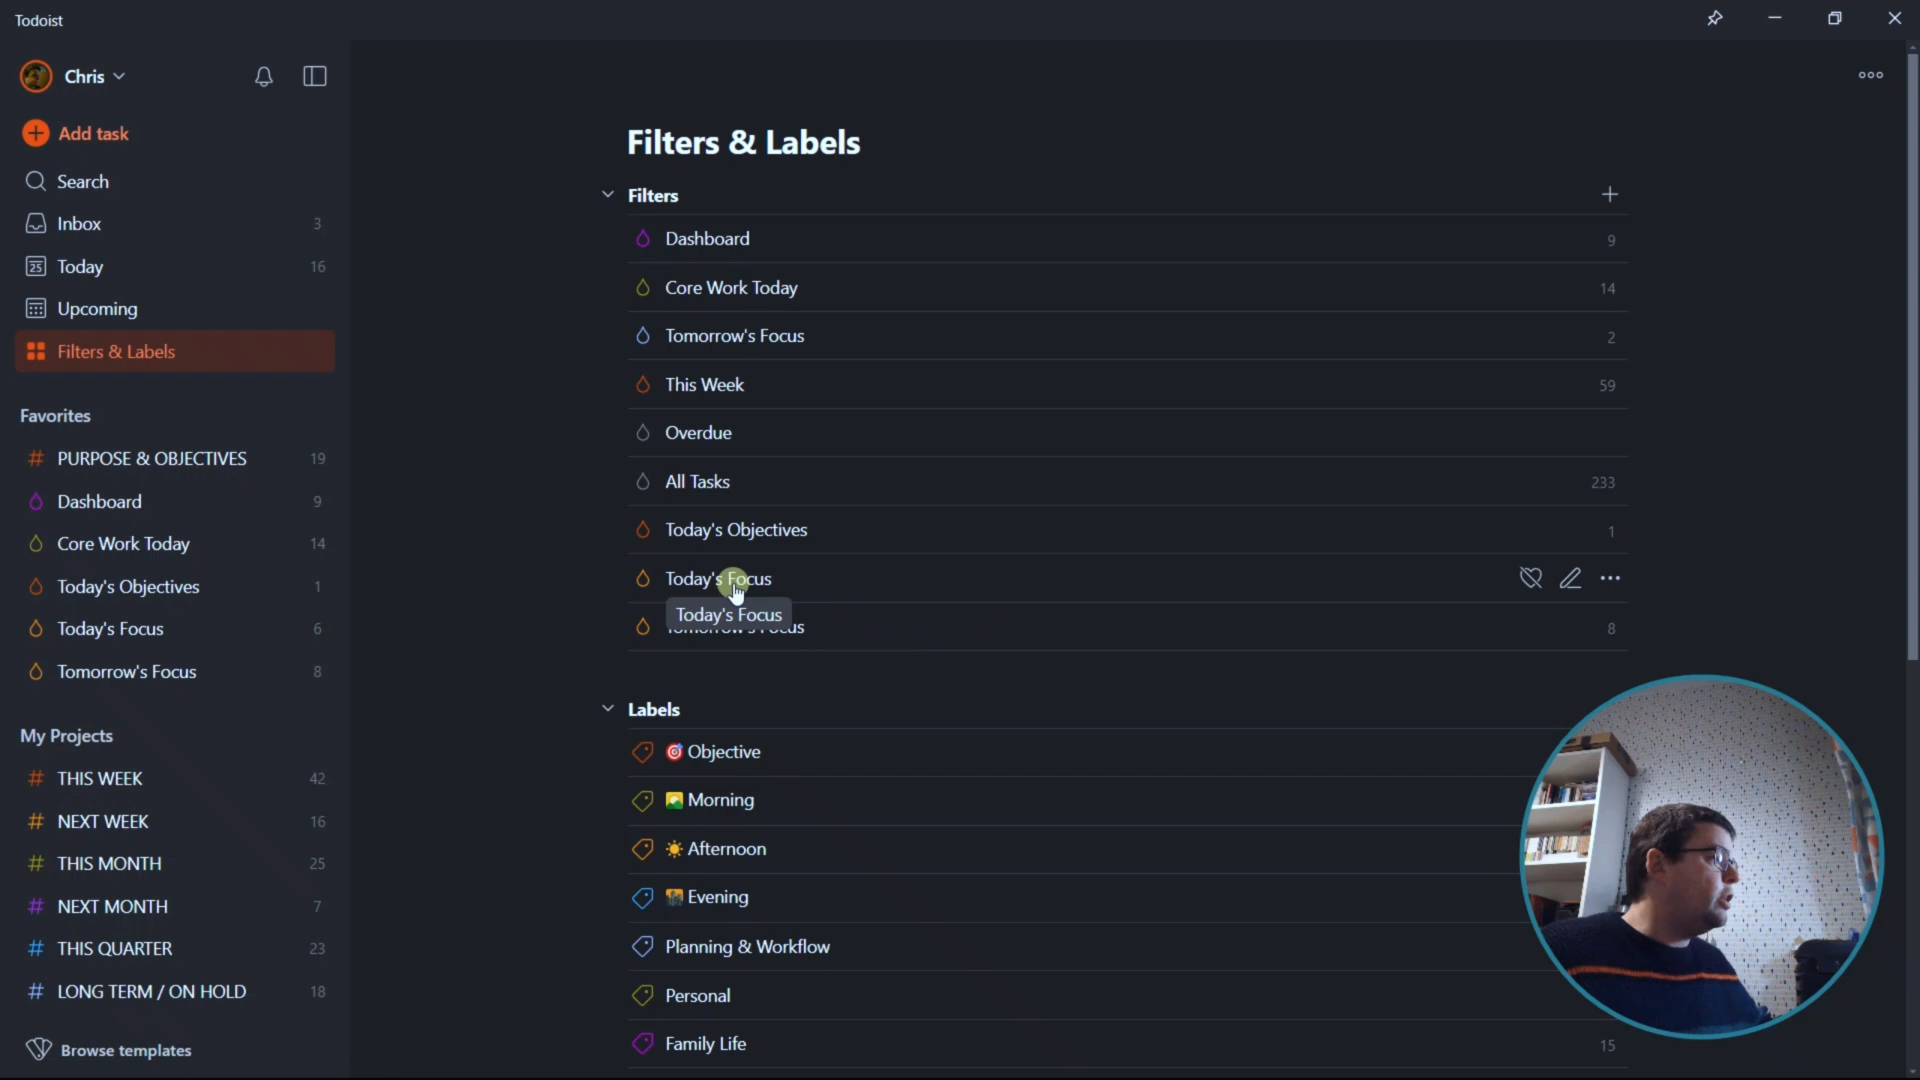 Todoist
Chris
Add task
Search
Inbox 3
25 Today 16
Upcoming
Filters & Labels
Favorites
# PURPOSE & OBJECTIVES 19
Dashboard 9
Core Work Today 14
Today's Objectives 1
Today's Focus 6
Tomorrow's Focus 8
My Projects
# THIS WEEK 42
# NEXT WEEK 16
# THIS MONTH 25
# NEXT MONTH 7
# THIS QUARTER 23
# LONG TERM / ON HOLD 18
Browse templates
Filters & Labels
Filters
Dashboard 9
Core Work Today 14
Tomorrow's Focus 2
This Week 59
Overdue
All Tasks 233
Today's Objectives 1
Today's Focus
Today's Focus
Tomorrow's Focus 8
Labels
🎯 Objective
🌄 Morning
☀️ Afternoon
🌇 Evening
Planning & Workflow
Personal
Family Life 15